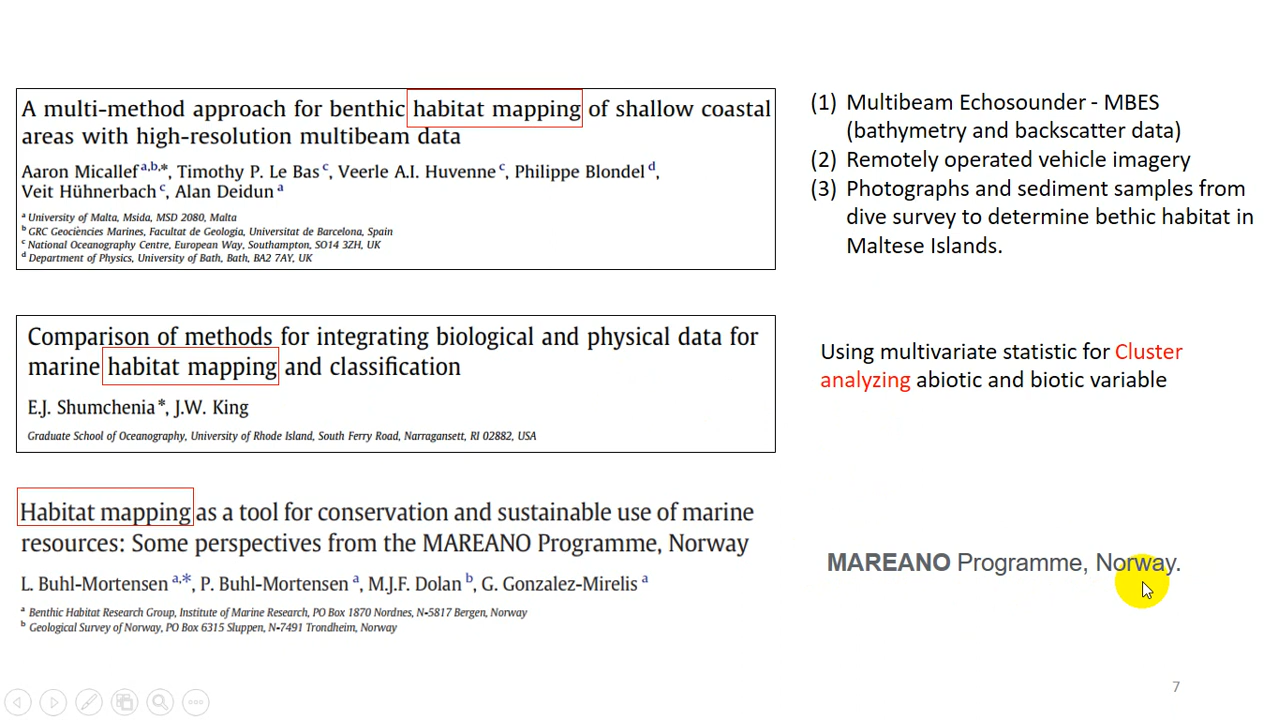 A multi-method approach for benthic habitat mapping of shallow coastal
areas with high-resolution multibeam data
Aaron Micallef a,b,*, Timothy P. Le Bas c, Veerle A.I. Huvenne c, Philippe Blondel d,
Veit Hühnerbach c, Alan Deidun a
a University of Malta, Msida, MSD 2080, Malta
b GRC Geociències Marines, Facultat de Geologia, Universitat de Barcelona, Spain
c National Oceanography Centre, European Way, Southampton, SO14 3ZH, UK
d Department of Physics, University of Bath, Bath, BA2 7AY, UK
(1) Multibeam Echosounder - MBES
(bathymetry and backscatter data)
(2) Remotely operated vehicle imagery
(3) Photographs and sediment samples from
dive survey to determine bethic habitat in
Maltese Islands.
Comparison of methods for integrating biological and physical data for
marine habitat mapping and classification
E.J. Shumchenia*, J.W. King
Graduate School of Oceanography, University of Rhode Island, South Ferry Road, Narragansett, RI 02882, USA
Using multivariate statistic for Cluster
analyzing abiotic and biotic variable
Habitat mapping as a tool for conservation and sustainable use of marine
resources: Some perspectives from the MAREANO Programme, Norway
L. Buhl-Mortensen a,*, P. Buhl-Mortensen a, M.J.F. Dolan b, G. Gonzalez-Mirelis a
a Benthic Habitat Research Group, Institute of Marine Research, PO Box 1870 Nordnes, N-5817 Bergen, Norway
b Geological Survey of Norway, PO Box 6315 Sluppen, N-7491 Trondheim, Norway
MAREANO Programme, Norway.
7